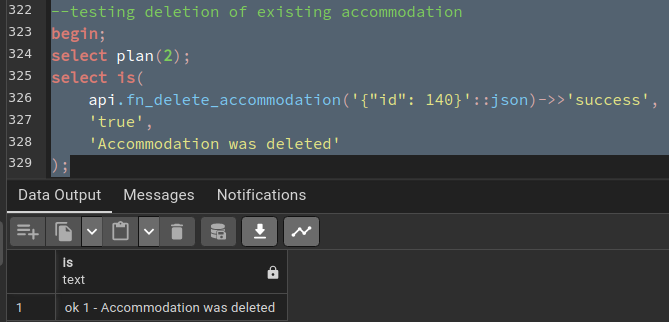 322 --testing deletion of existing accommodation
323 begin;
324 select plan(2);
325 select is(
326 api.fn_delete_accommodation('{"id": 140}'::json)->>'success',
327 'true',
328 'Accommodation was deleted'
329 );
Data Output Messages Notifications
is
text
1 ok 1 - Accommodation was deleted